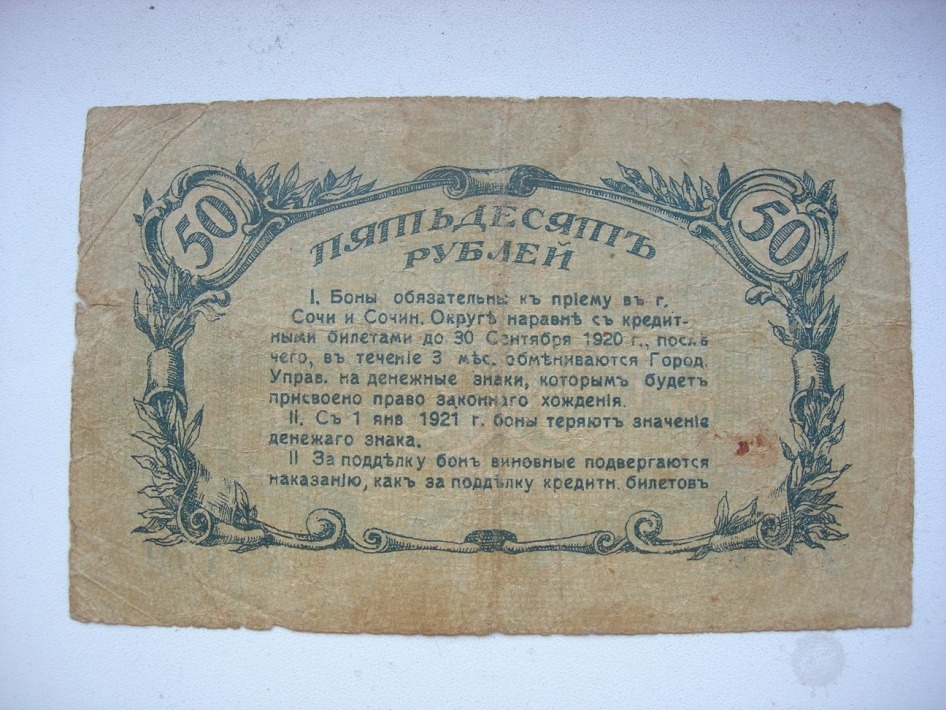 50 50
ПЯТЬДЕСЯТЪ
РУБЛЕЙ
I. Боны обязательны къ пріему въ г.
Сочи и Сочин. Округѣ наравнѣ съ кредит-
ными билетами до 30 Сентября 1920 г., послѣ
чего, въ теченіе 3 мѣс. обмѣниваются Город.
Управ. на денежные знаки, которымъ будетъ
присвоено право законнаго хожденія.
II. Съ 1 янв 1921 г. боны теряютъ значеніе
денежаго знака.
II За поддѣлку бонъ виновные подвергаются
наказанію, какъ за поддѣлку кредитн. билетовъ